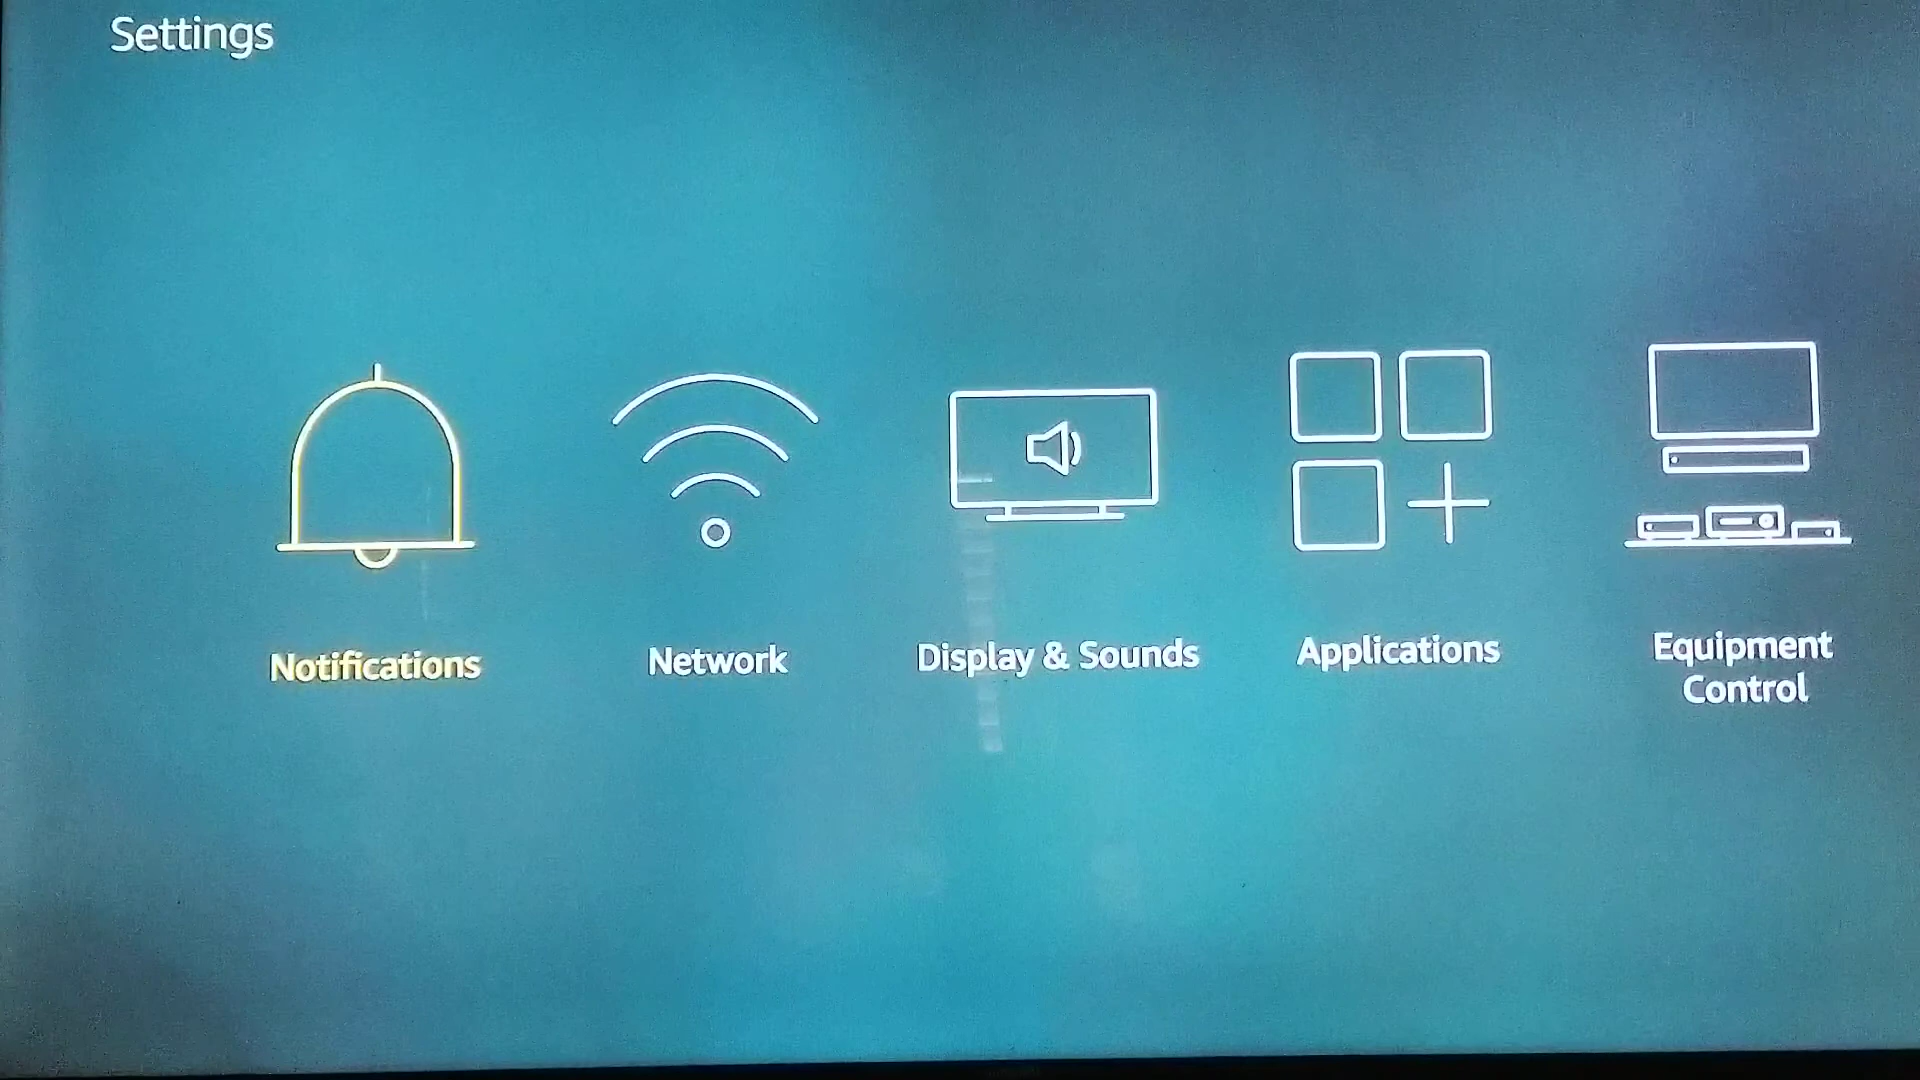 Settings
Notifications
Network
Display & Sounds
Applications
Equipment
Control